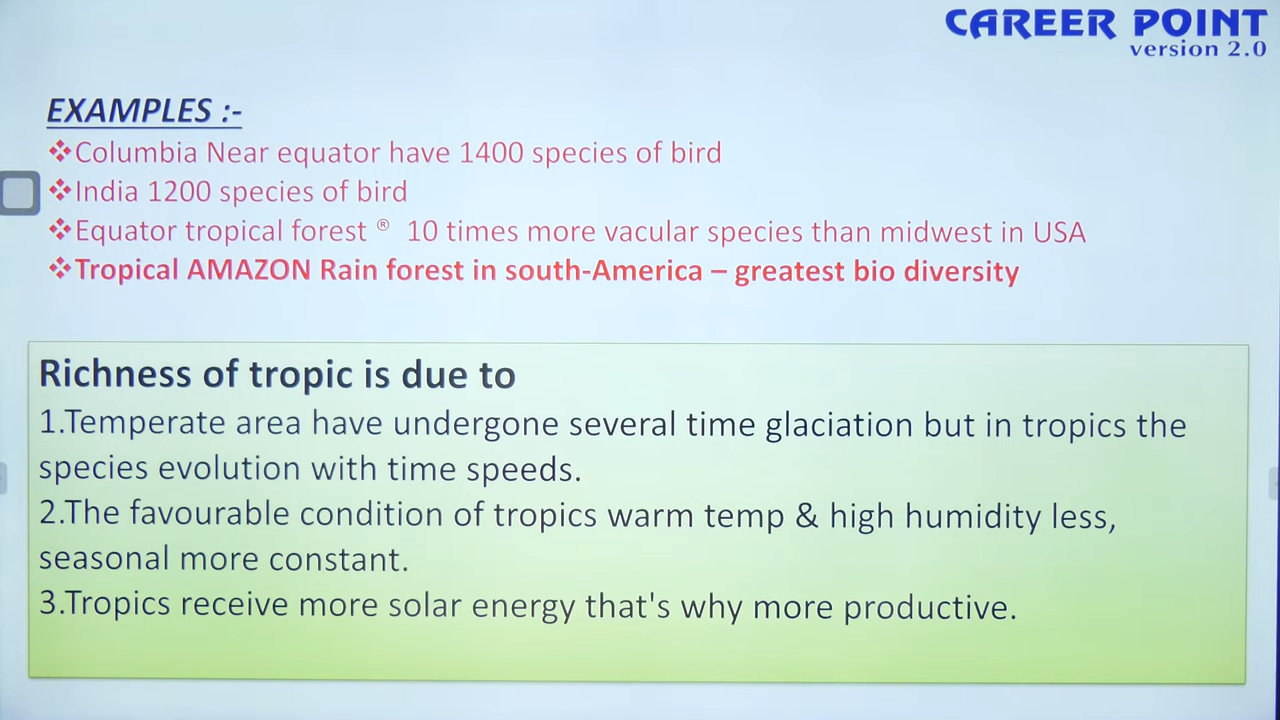 CAREER POINT
version 2.0
EXAMPLES :-
❖Columbia Near equator have 1400 species of bird
❖India 1200 species of bird
❖Equator tropical forest ® 10 times more vacular species than midwest in USA
❖Tropical AMAZON Rain forest in south-America – greatest bio diversity
Richness of tropic is due to
1.Temperate area have undergone several time glaciation but in tropics the
species evolution with time speeds.
2.The favourable condition of tropics warm temp & high humidity less,
seasonal more constant.
3.Tropics receive more solar energy that's why more productive.